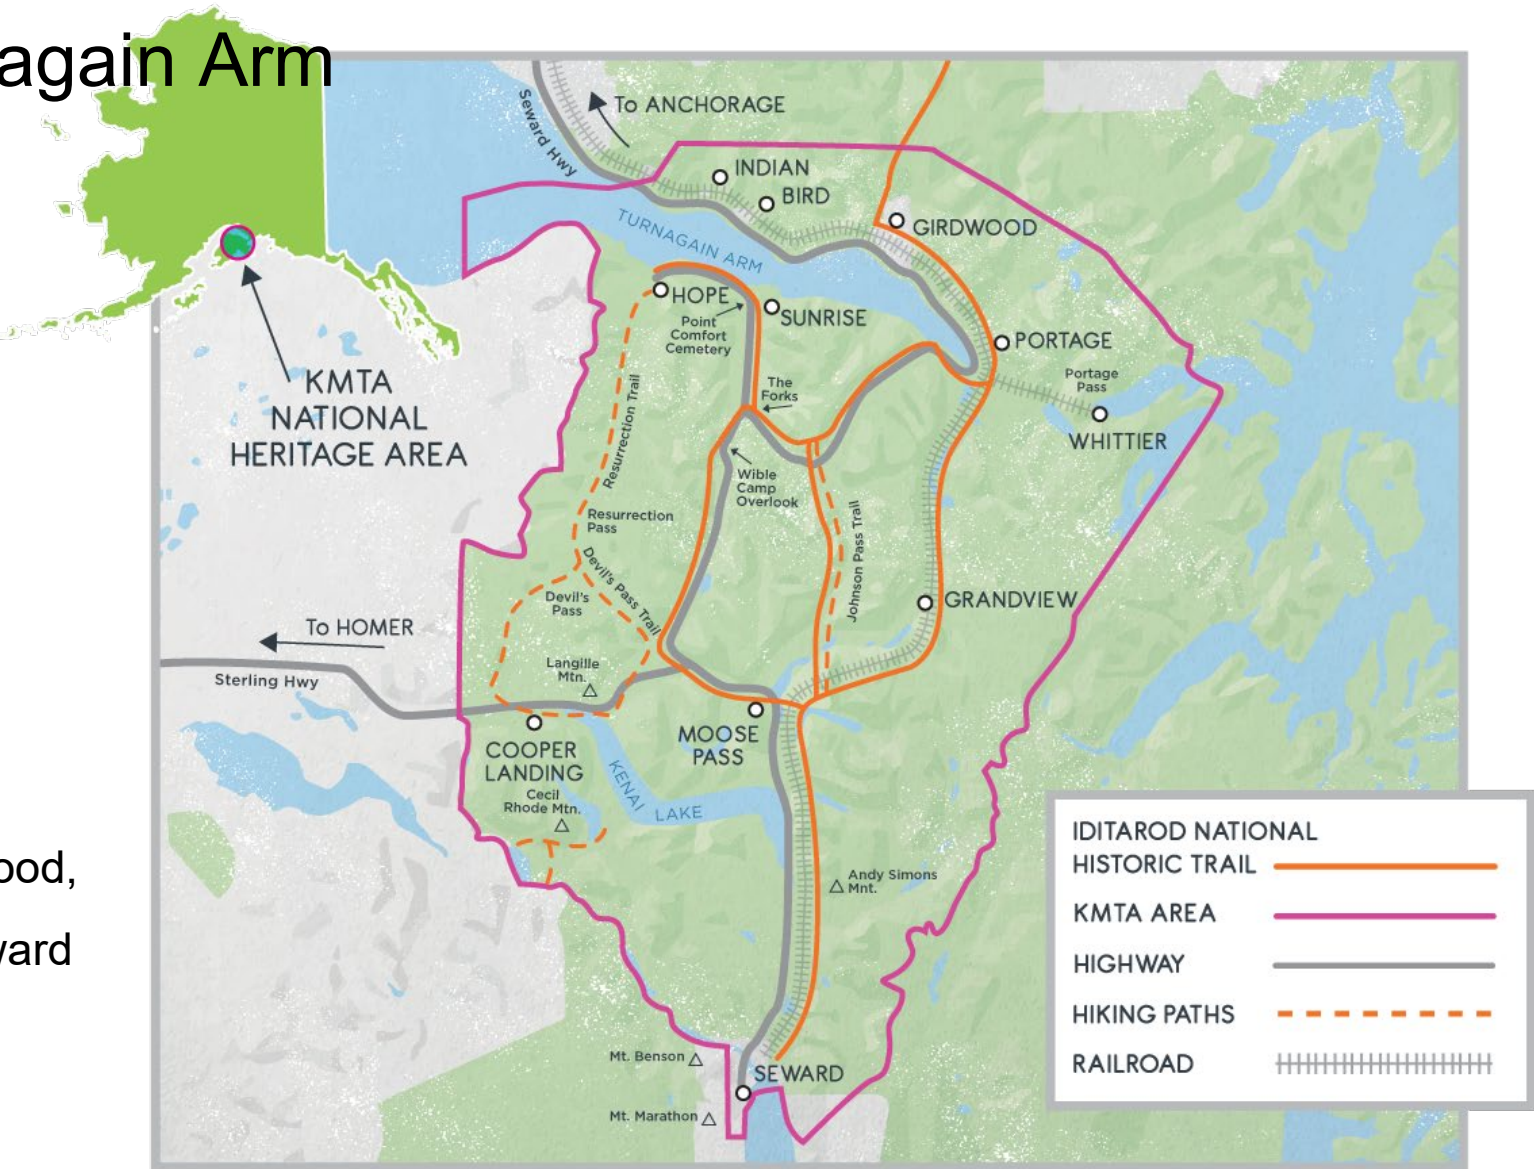 again Arm
To ANCHORAGE
Seward Hwy
INDIAN
BIRD
GIRDWOOD
TURNAGAIN ARM
HOPE
SUNRISE
Point
Comfort
Cemetery
PORTAGE
Portage
Pass
WHITTIER
The
Forks
KMTA
NATIONAL
HERITAGE AREA
Resurrection Trail
Wible
Camp
Overlook
Resurrection
Pass
Johnson Pass Trail
Devil's Pass Trail
Devil's
Pass
GRANDVIEW
To HOMER
Sterling Hwy
Langille
Mtn.
COOPER
LANDING
MOOSE
PASS
KENAI LAKE
Cecil
Rhode Mtn.
ood,
ward
Andy Simons
Mnt.
Mt. Benson
SEWARD
Mt. Marathon
IDITAROD NATIONAL
HISTORIC TRAIL
KMTA AREA
HIGHWAY
HIKING PATHS
RAILROAD